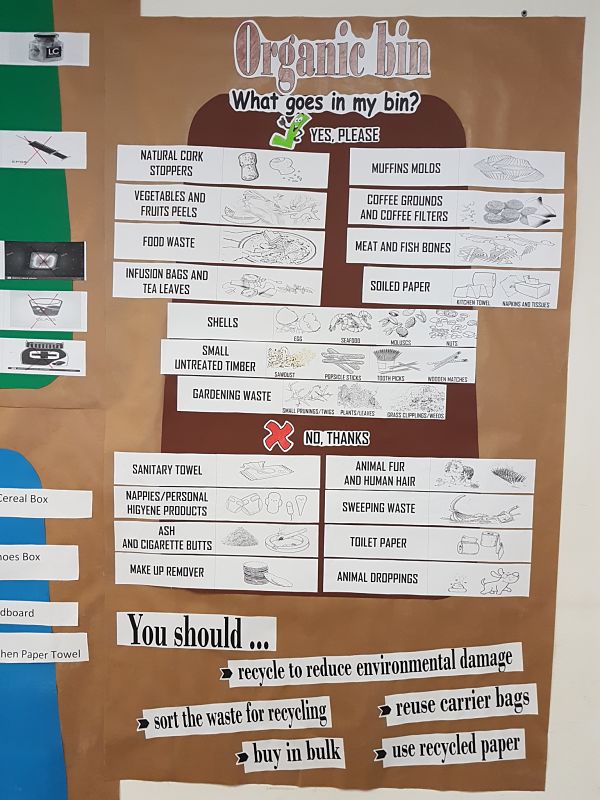 Organic bin
What goes in my bin?
YES, PLEASE
NATURAL CORK
STOPPERS
MUFFINS MOLDS
VEGETABLES AND
FRUITS PEELS
COFFEE GROUNDS
AND COFFEE FILTERS
FOOD WASTE
MEAT AND FISH BONES
INFUSION BAGS AND
TEA LEAVES
SOILED PAPER
KITCHEN TOWEL
NAPKINS AND TISSUES
SHELLS
EGG
SEAFOOD
MOLUSCS
NUTS
SMALL
UNTREATED TIMBER
SAWDUST
POPSICLE STICKS
TOOTH PICKS
WOODEN MATCHES
GARDENING WASTE
SMALL PRUNINGS/TWIGS
PLANTS/LEAVES
GRASS CLIPPLINGS/WEEDS
NO, THANKS
SANITARY TOWEL
ANIMAL FUR
AND HUMAN HAIR
NAPPIES/PERSONAL
HIGYENE PRODUCTS
SWEEPING WASTE
ASH
AND CIGARETTE BUTTS
TOILET PAPER
MAKE UP REMOVER
ANIMAL DROPPINGS
You should ...
recycle to reduce environmental damage
sort the waste for recycling
reuse carrier bags
buy in bulk
use recycled paper
LC
Cereal Box
hoes Box
dboard
hen Paper Towel